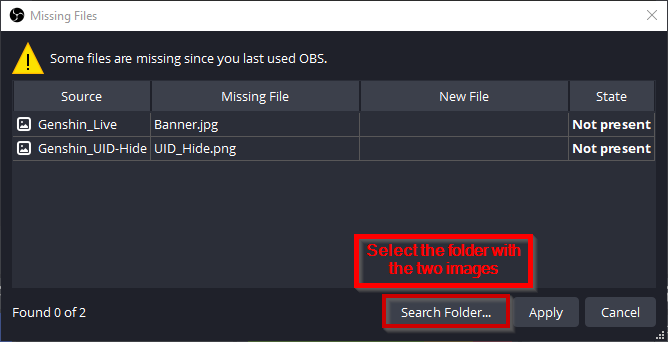 Missing Files
Some files are missing since you last used OBS.
Source Missing File New File State
Genshin_Live Banner.jpg Not present
Genshin_UID-Hide UID_Hide.png Not present
Select the folder with
the two images
Found 0 of 2 Search Folder... Apply Cancel